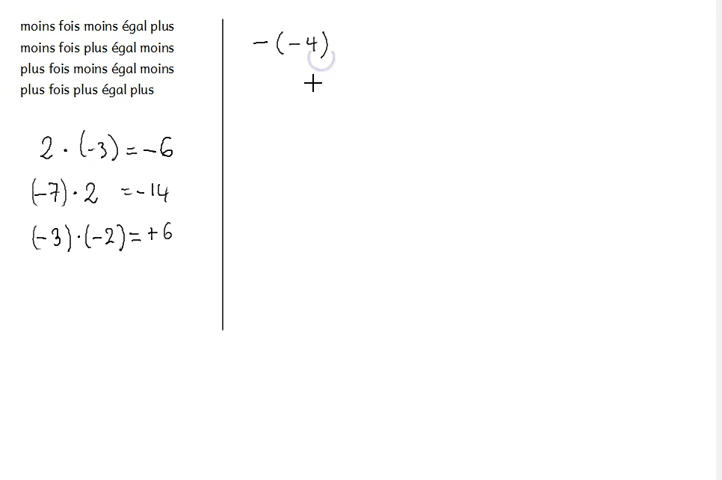 moins fois moins égal plus
moins fois plus égal moins
plus fois moins égal moins
plus fois plus égal plus
2 · (-3) = -6
(-7) · 2 = -14
(-3) · (-2) = +6
-(-4)